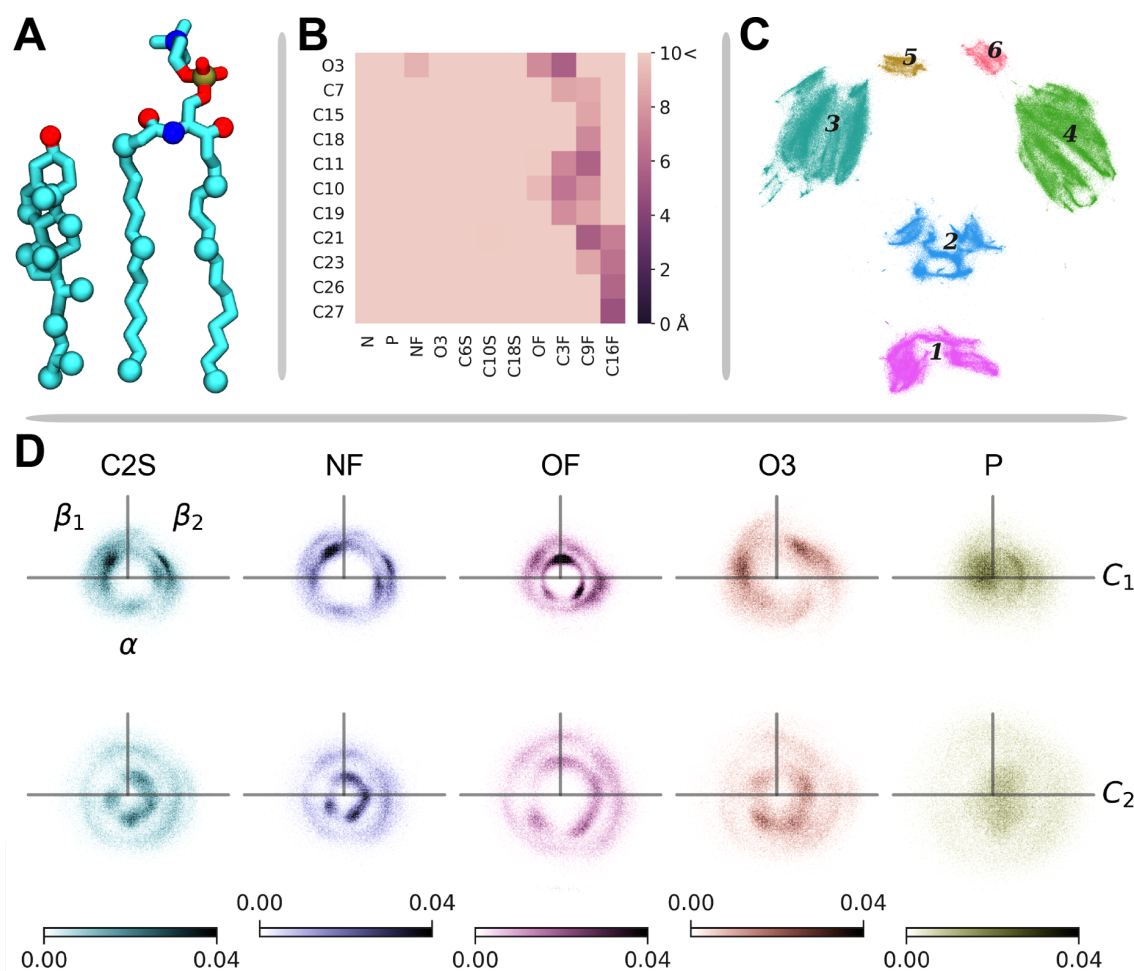 A
B
C
O3
C7
C15
C18
C11
C10
C19
C21
C23
C26
C27
N
P
NF
O3
C6S
C10S
C18S
OF
C3F
C9F
C16F
10<
8
6
4
2
0 Å
5
6
3
4
2
1
D
C2S
NF
OF
O3
P
β1
β2
α
C1
C2
0.00
0.04
0.00
0.04
0.00
0.04
0.00
0.04
0.00
0.04